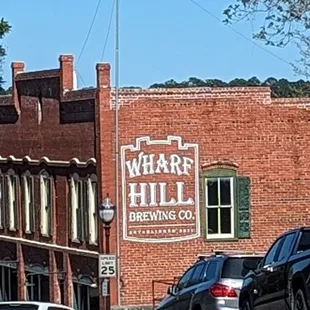 WHARF
HILL
BREWING CO.
SPEED
LIMIT
25